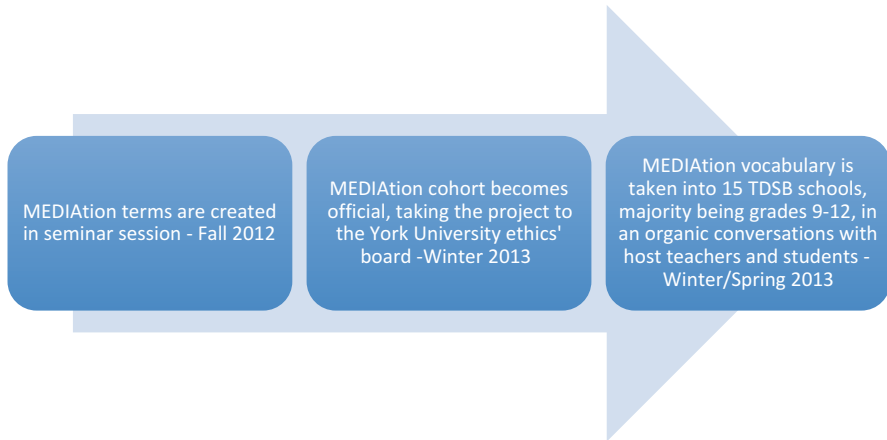 MEDIAtion terms are created
in seminar session - Fall 2012
MEDIAtion cohort becomes
official, taking the project to
the York University ethics'
board -Winter 2013
MEDIAtion vocabulary is
taken into 15 TDSB schools,
majority being grades 9-12, in
an organic conversations with
host teachers and students -
Winter/Spring 2013